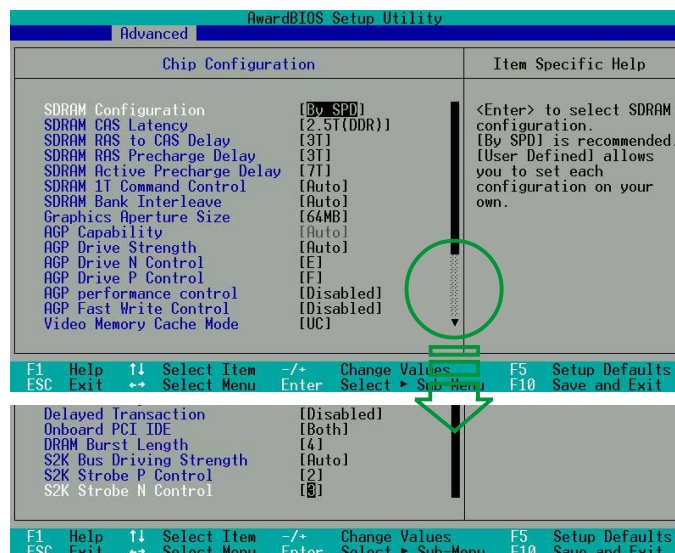 AwardBIOS Setup Utility
Advanced
Chip Configuration
Item Specific Help
SDRAM Configuration [By SPD]
SDRAM CAS Latency [2.5T(DDR)]
SDRAM RAS to CAS Delay [3T]
SDRAM RAS Precharge Delay [3T]
SDRAM Active Precharge Delay [7T]
SDRAM 1T Command Control [Auto]
SDRAM Bank Interleave [Auto]
Graphics Aperture Size [64MB]
AGP Capability [Auto]
AGP Drive Strength [Auto]
AGP Drive N Control [E]
AGP Drive P Control [F]
AGP performance control [Disabled]
AGP Fast Write Control [Disabled]
Video Memory Cache Mode [UC]
<Enter> to select SDRAM
configuration.
[By SPD] is recommended.
[User Defined] allows
you to set each
configuration on your
own.
F1 Help ↑↓ Select Item -/+ Change Values F5 Setup Defaults
ESC Exit ←→ Select Menu Enter Select ► Sub-Menu F10 Save and Exit
Delayed Transaction [Disabled]
Onboard PCI IDE [Both]
DRAM Burst Length [4]
S2K Bus Driving Strength [Auto]
S2K Strobe P Control [2]
S2K Strobe N Control [3]
F1 Help ↑↓ Select Item -/+ Change Values F5 Setup Defaults
ESC Exit ←→ Select Menu Enter Select ► Sub-Menu F10 Save and Exit